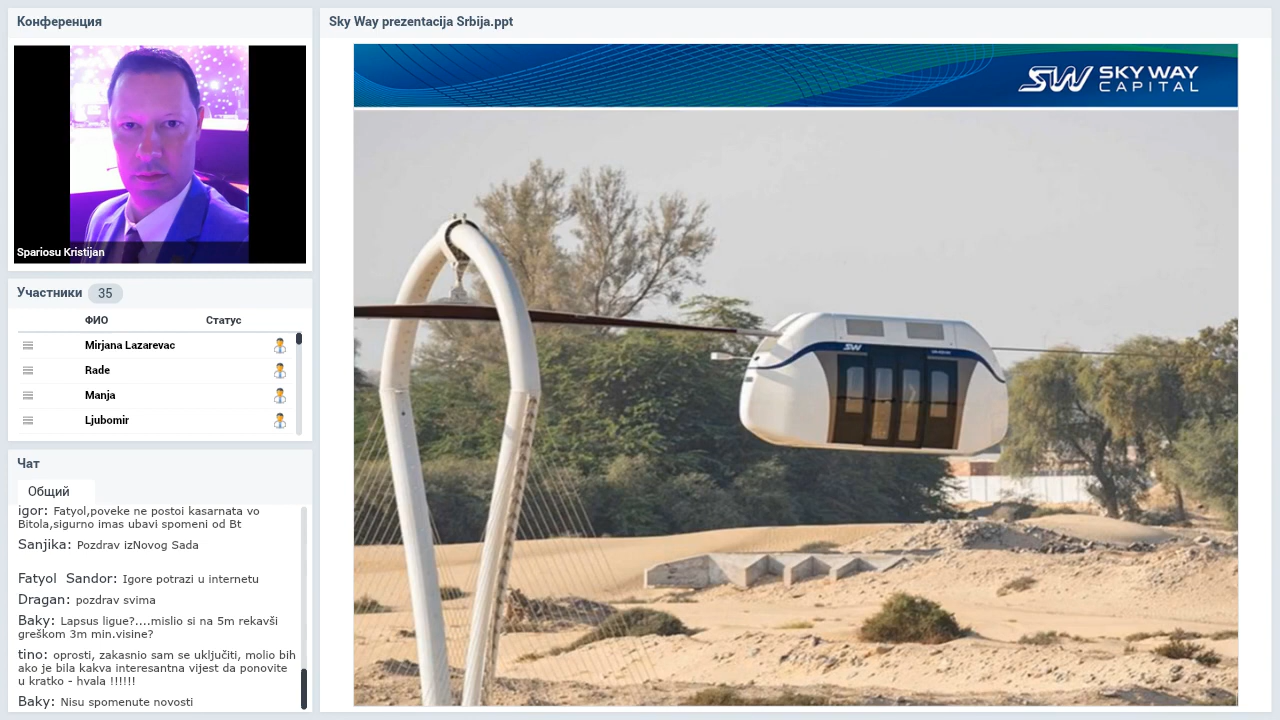 Конференция
Spariosu Kristijan
Участники 35
ФИО Статус
Mirjana Lazarevac
Rade
Manja
Ljubomir
Чат
Общий
igor: Fatyol,poveke ne postoi kasarnata vo
Bitola,sigurno imas ubavi spomeni od Bt
Sanjika: Pozdrav izNovog Sada
Fatyol Sandor: Igore potrazi u internetu
Dragan: pozdrav svima
Baky: Lapsus ligue?....mislio si na 5m rekavši
greškom 3m min.visine?
tino: oprosti, zakasnio sam se uključiti, molio bih
ako je bila kakva interesantna vijest da ponovite
u kratko - hvala !!!!!!
Baky: Nisu spomenute novosti
Sky Way prezentacija Srbija.ppt
SW SKY WAY
CAPITAL
SW